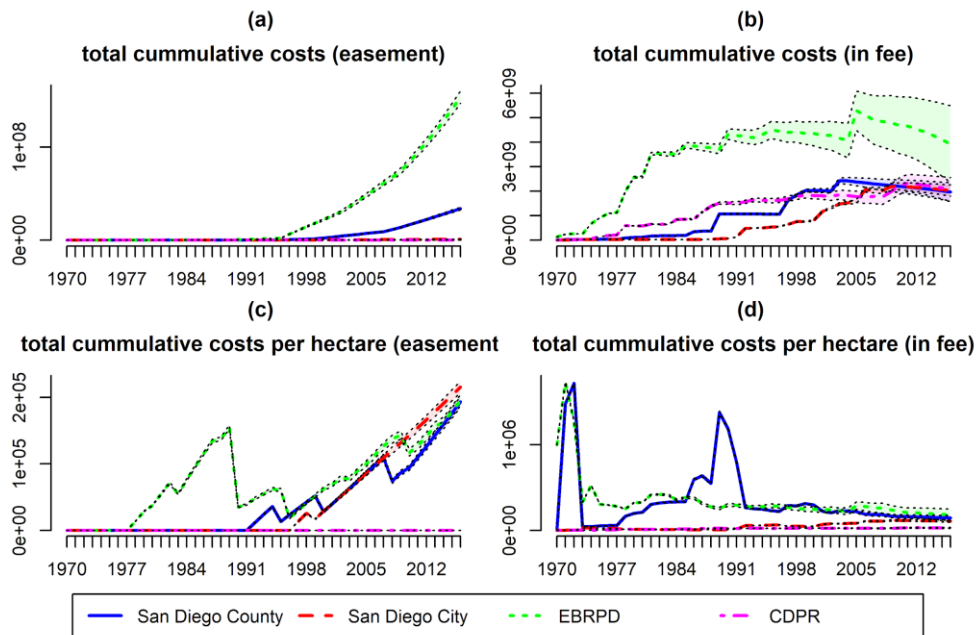 (a)
total cummulative costs (easement)
0e+00 1e+08
1970 1977 1984 1991 1998 2005 2012
(b)
total cummulative costs (in fee)
0e+00 3e+09 6e+09
1970 1977 1984 1991 1998 2005 2012
(c)
total cummulative costs per hectare (easement
0e+00 1e+05 2e+05
1970 1977 1984 1991 1998 2005 2012
(d)
total cummulative costs per hectare (in fee)
0e+00 1e+06
1970 1977 1984 1991 1998 2005 2012
San Diego County San Diego City EBRPD CDPR